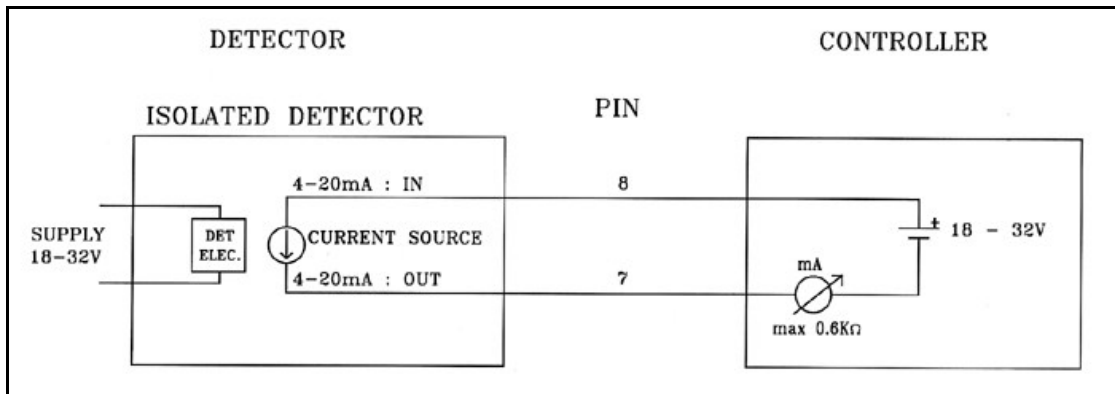 DETECTOR
CONTROLLER
ISOLATED DETECTOR
PIN
4-20mA : IN
8
SUPPLY
18-32V
DET
ELEC.
CURRENT SOURCE
+ 18 - 32V
4-20mA : OUT
7
mA
max 0.6KΩ